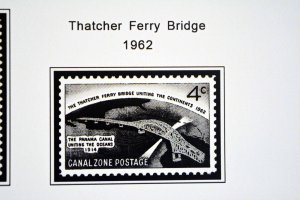 Thatcher Ferry Bridge
1962
4c
THE THATCHER FERRY BRIDGE UNITING THE CONTINENTS 1962
THE PANAMA CANAL
UNITING THE OCEANS
1914
CANAL ZONE POSTAGE